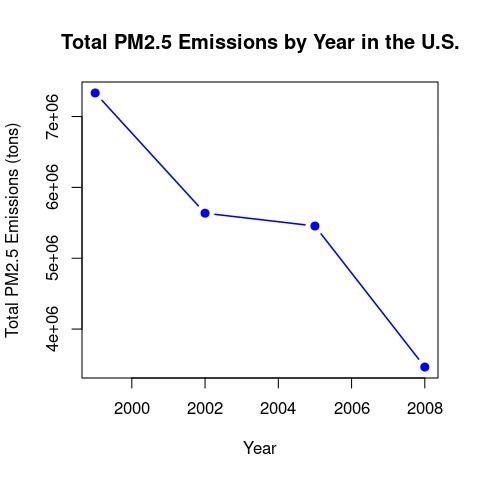 Total PM2.5 Emissions by Year in the U.S.
Total PM2.5 Emissions (tons)
7e+06
6e+06
5e+06
4e+06
2000 2002 2004 2006 2008
Year